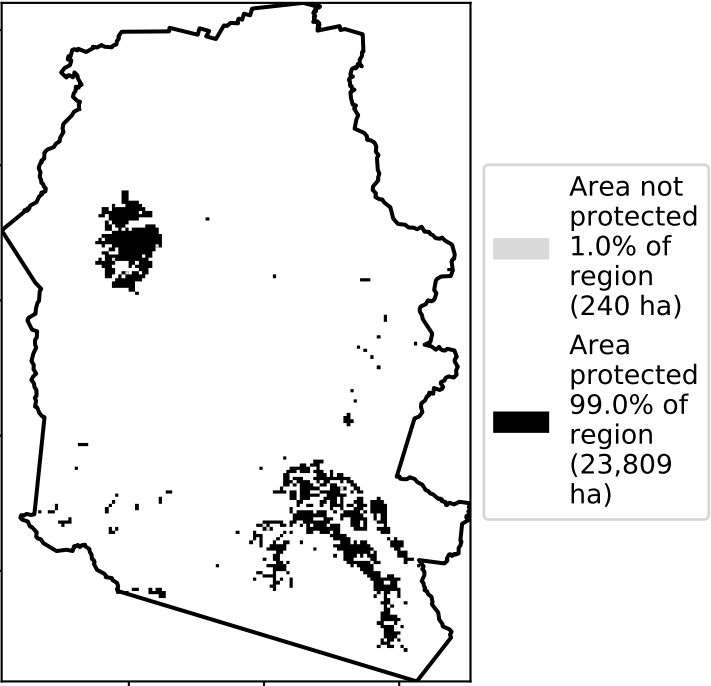 Area not
protected
1.0% of
region
(240 ha)
Area
protected
99.0% of
region
(23,809
ha)